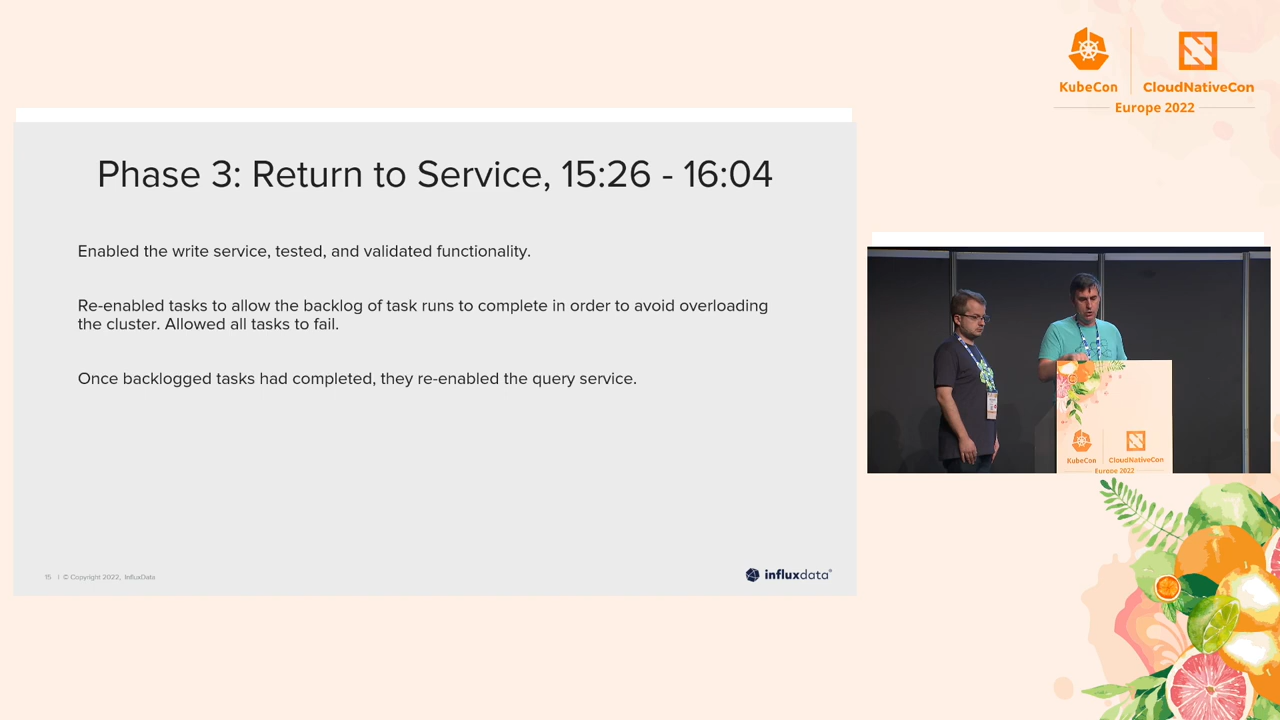 KubeCon
CloudNativeCon
Europe 2022
Phase 3: Return to Service, 15:26 - 16:04
Enabled the write service, tested, and validated functionality.
Re-enabled tasks to allow the backlog of task runs to complete in order to avoid overloading
the cluster. Allowed all tasks to fail.
Once backlogged tasks had completed, they re-enabled the query service.
15 | © Copyright 2022, InfluxData
influxdata®
KubeCon
CloudNativeCon
Europe 2022